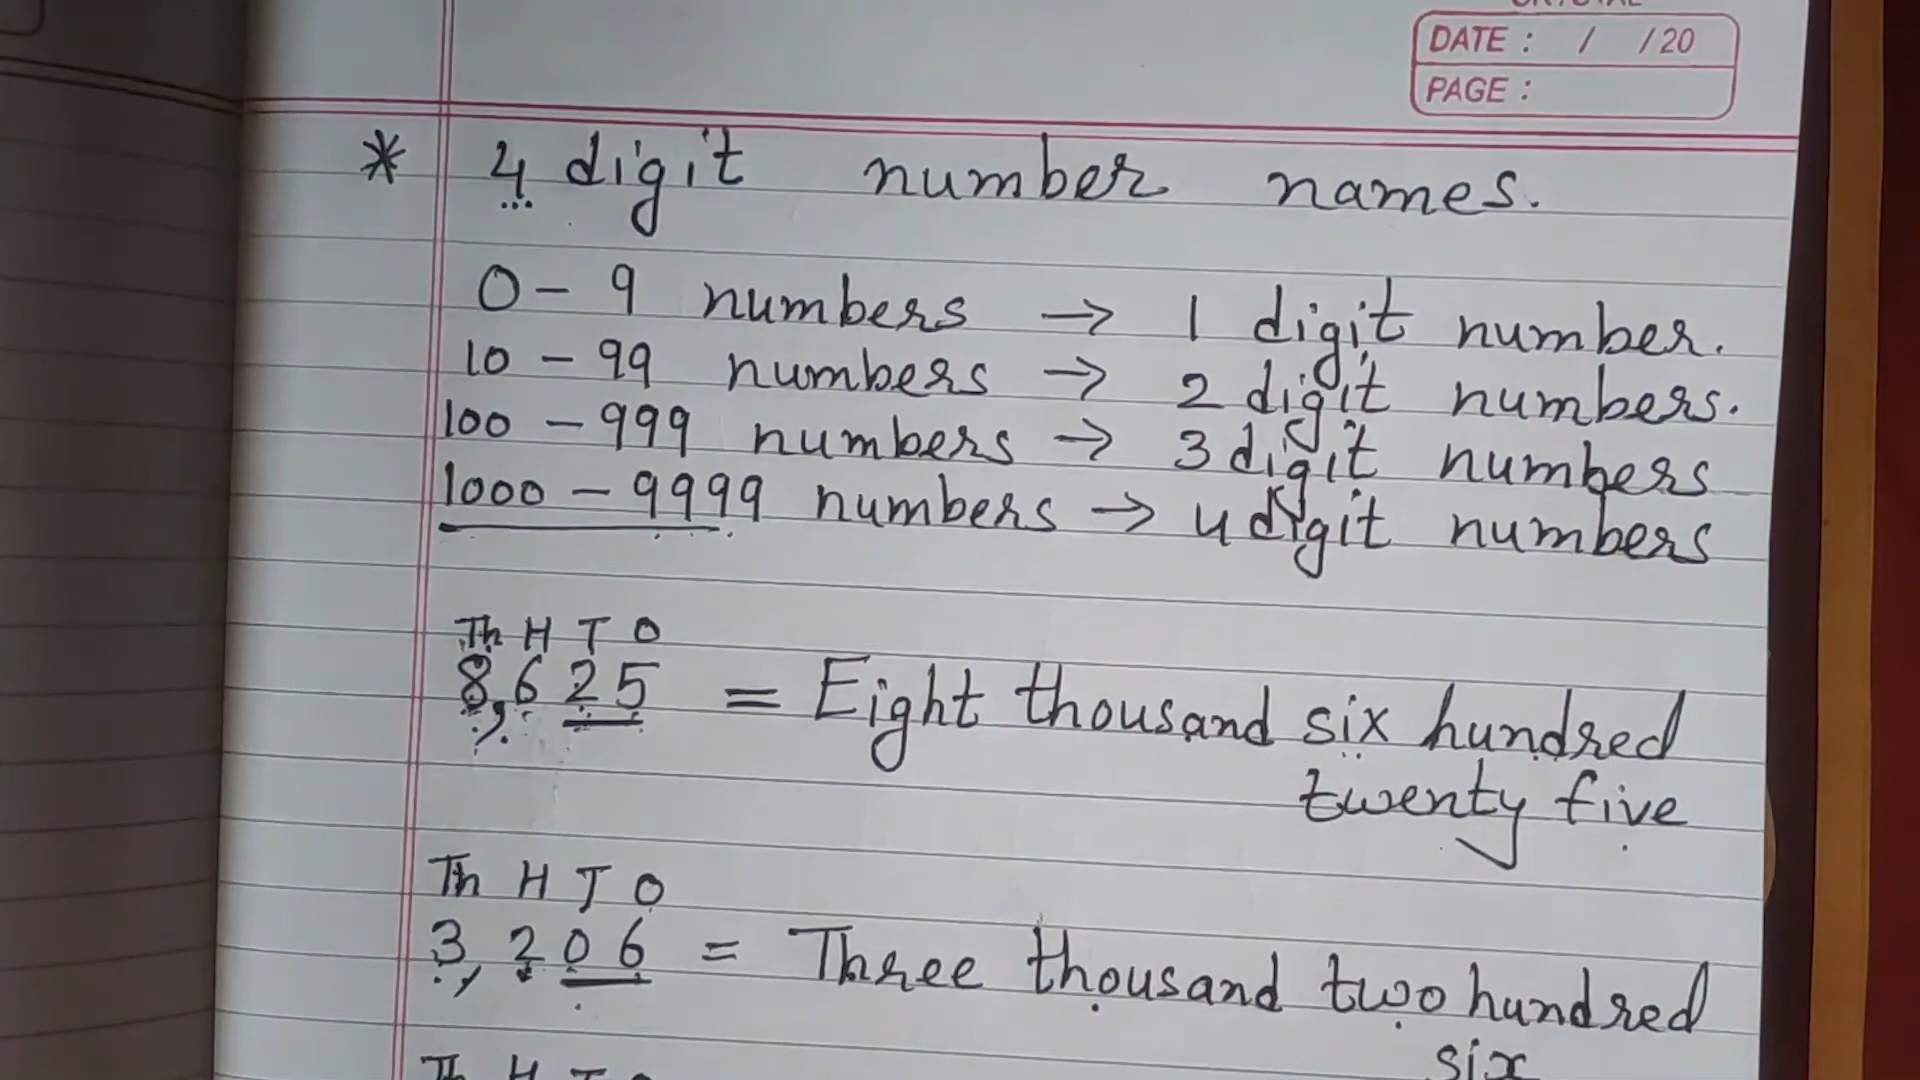 DATE : / /20
PAGE :
* 4 digit number names.
0 - 9 numbers → 1 digit number.
10 - 99 numbers → 2 digit numbers.
100 - 999 numbers → 3 digit numbers
1000 - 9999 numbers → 4 digit numbers
Th H T O
8,625 = Eight thousand six hundred
twenty five
Th H T O
3,206 = Three thousand two hundred
six
Th H T O